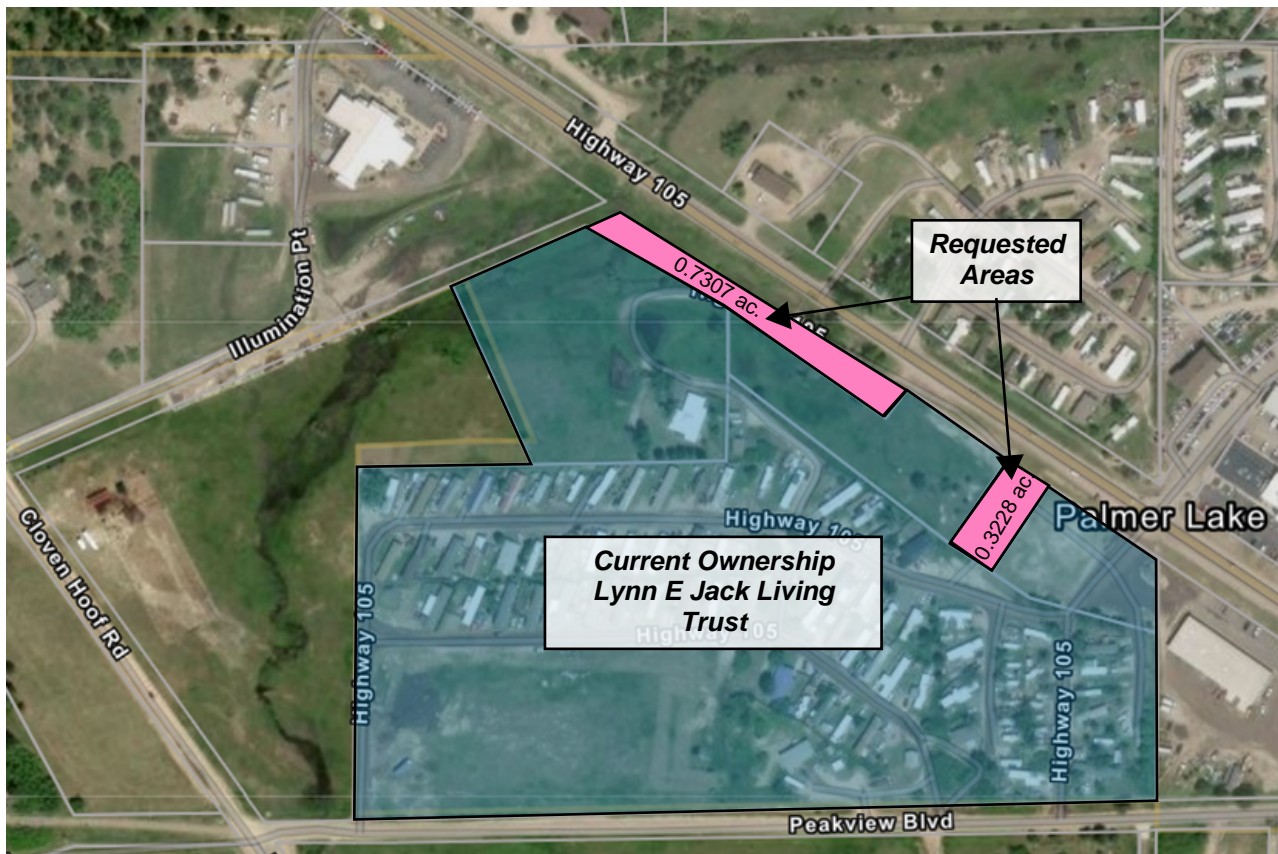 Highway 105
Requested
Areas
0.7307 ac.
Illumination Pt
0.3228 ac
Palmer Lake
Highway 105
Current Ownership
Lynn E Jack Living
Trust
Cloven Hoof Rd
Highway 105
Highway 105
Highway 105
Peakview Blvd